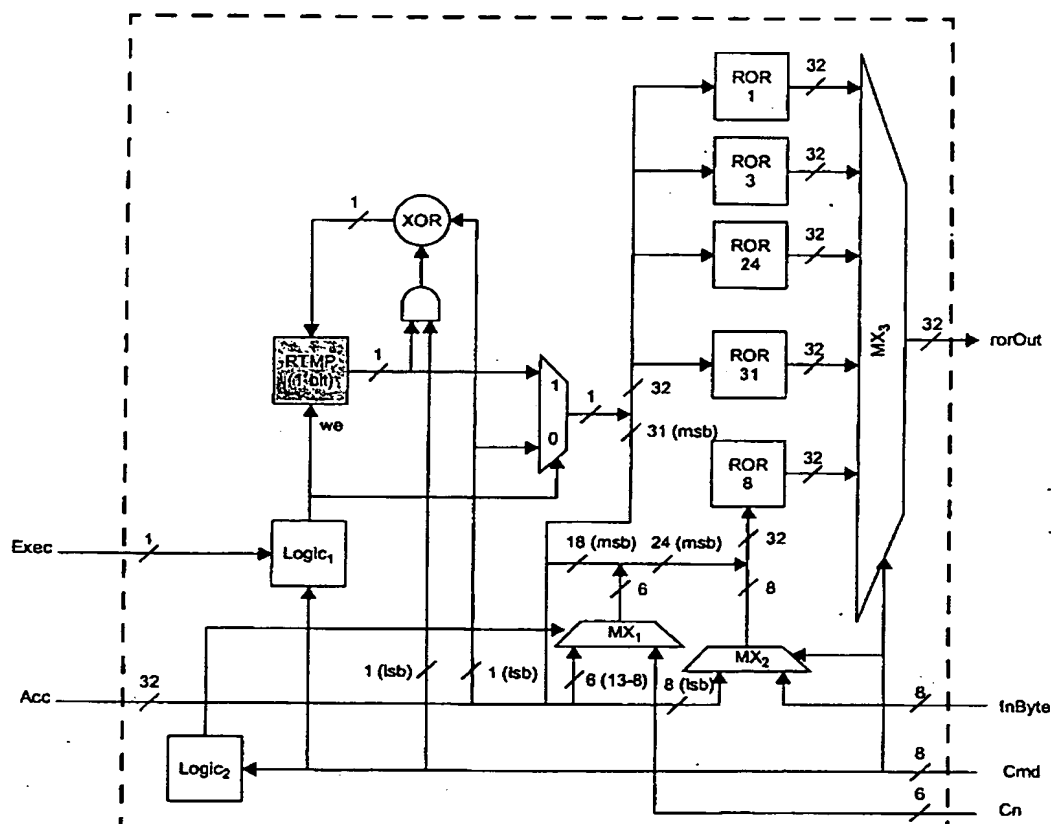 ROR
1
32
ROR
3
32
ROR
24
32
ROR
31
32
ROR
8
32
MX3
32
rorOut
1
XOR
RTMP
(1-bit)
1
we
1
0
1
32
31 (msb)
Exec
1
Logic1
18 (msb)
24 (msb)
32
6
8
MX1
MX2
1 (lsb)
1 (lsb)
6 (13-8)
8 (lsb)
Acc
32
8
InByte
Logic2
8
Cmd
6
Cn